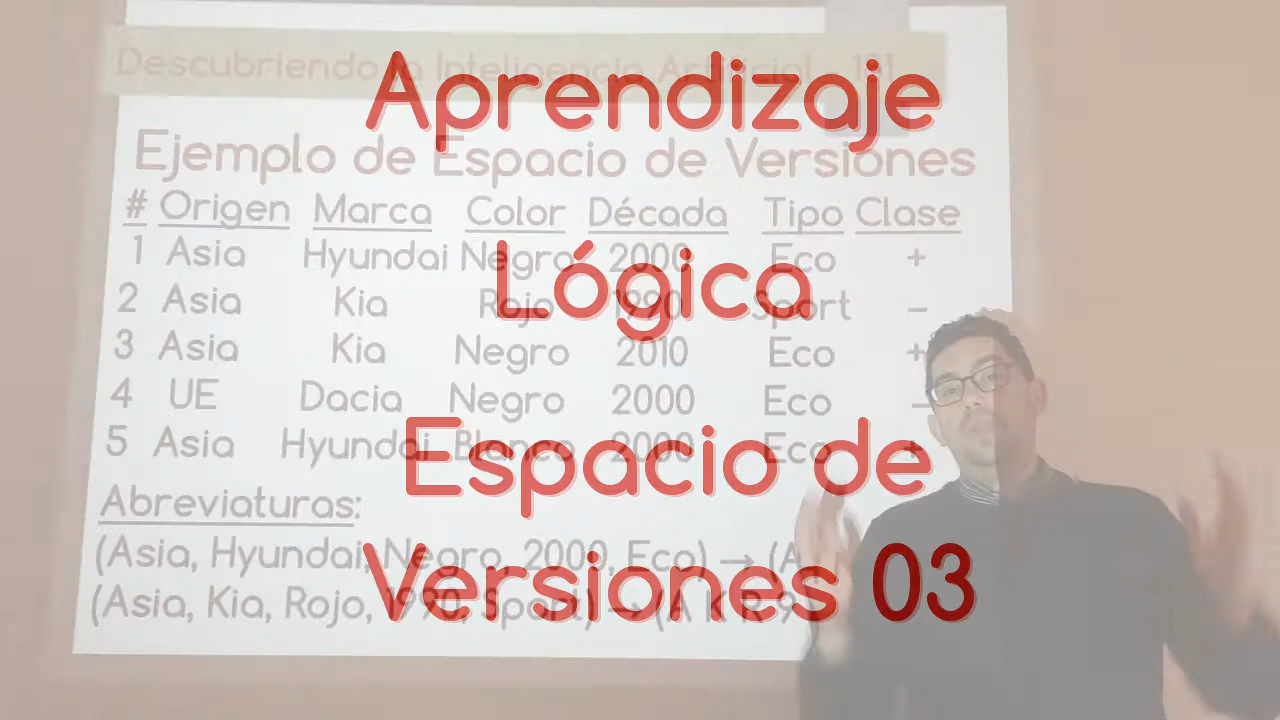 Descubriendo la Inteligencia Artificial - 101
Aprendizaje
Ejemplo de Espacio de Versiones
# Origen Marca Color Década Tipo Clase
1 Asia Hyundai Negro 2000 Eco +
Lógica
2 Asia Kia Rojo 1990 Sport –
3 Asia Kia Negro 2010 Eco +
4 UE Dacia Negro 2000 Eco –
5 Asia Hyundai Blanco 2000 Eco +
Espacio de
Abreviaturas:
(Asia, Hyundai, Negro, 2000, Eco) → (A
Versiones 03
(Asia, Kia, Rojo, 1990, Sport) → (A K R 9